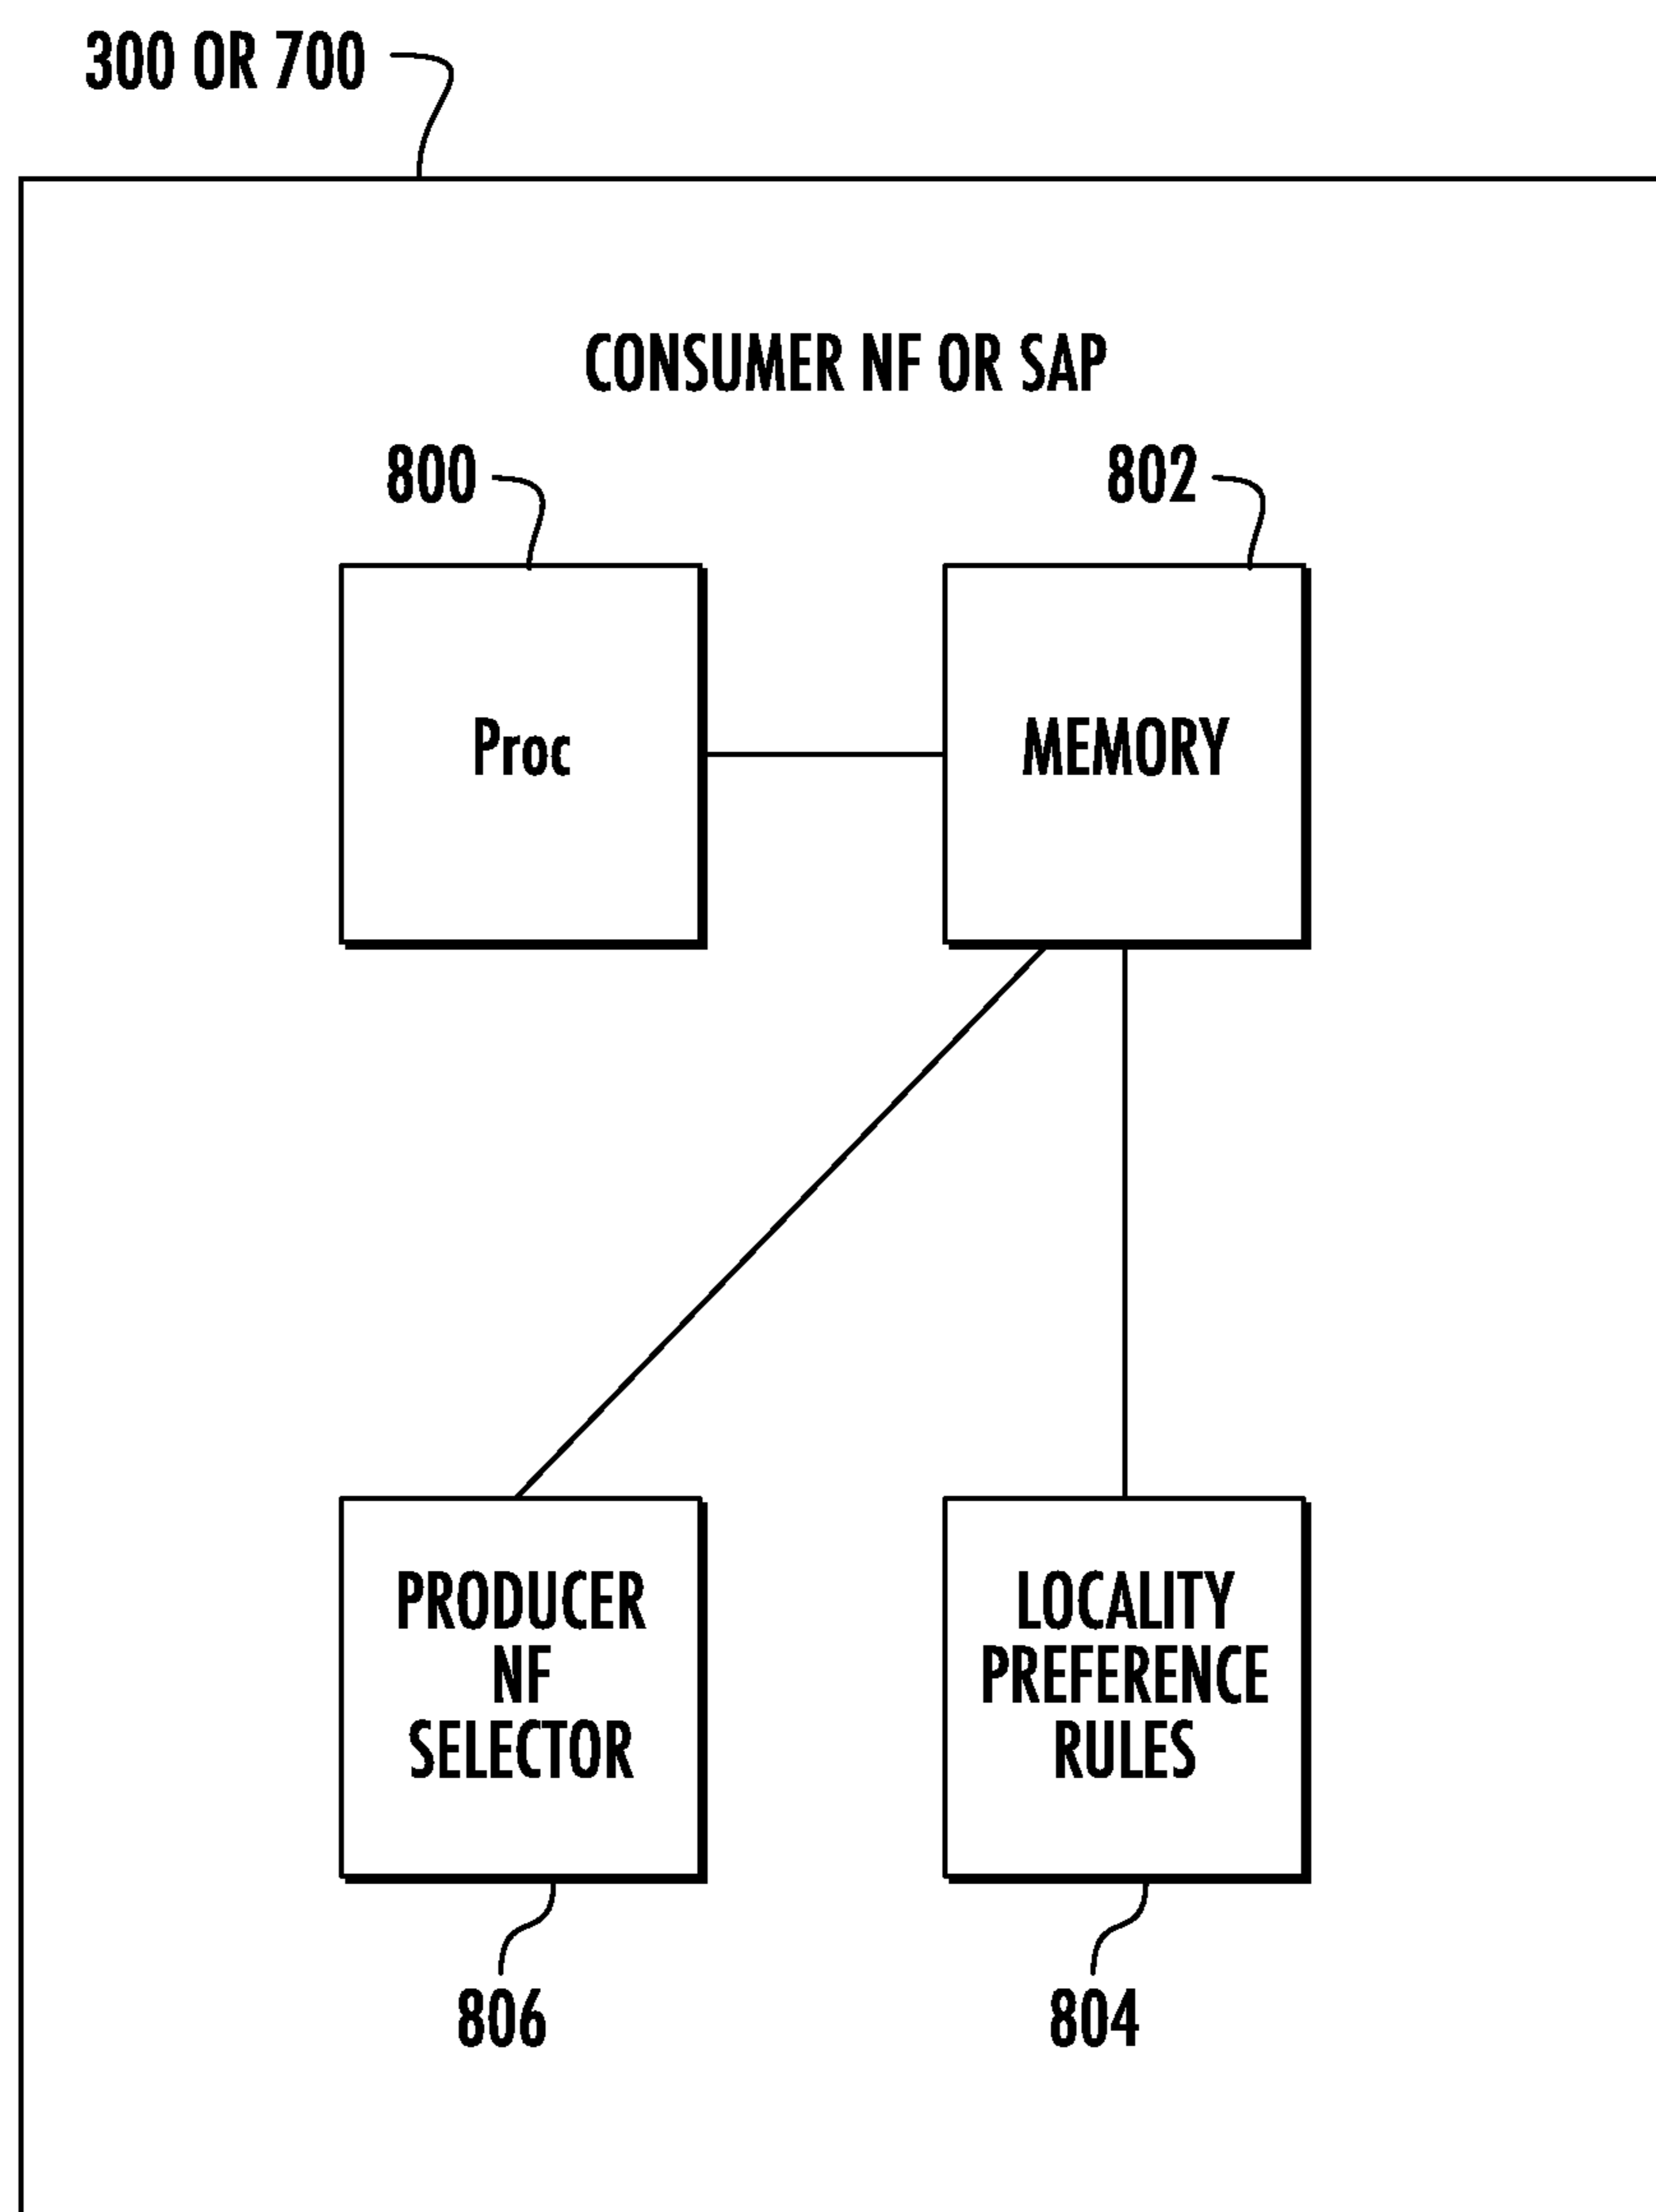 300 OR 700
CONSUMER NF OR SAP
800
802
Proc
MEMORY
PRODUCER
NF
SELECTOR
LOCALITY
PREFERENCE
RULES
806
804